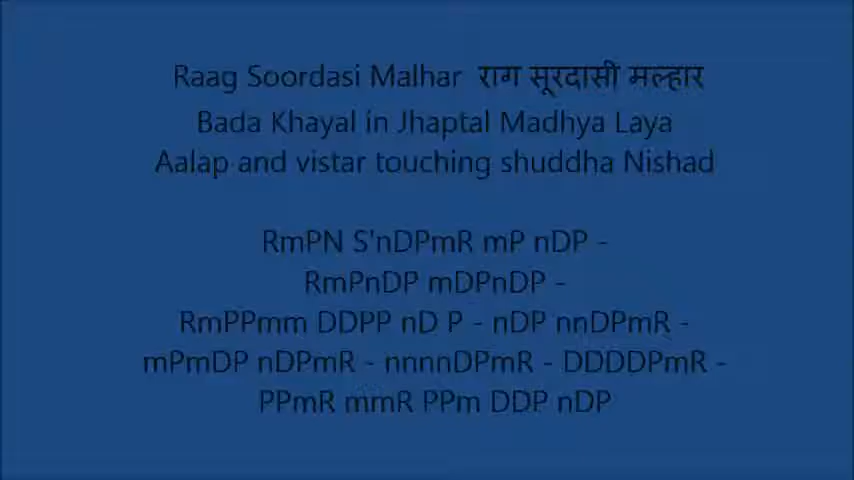 Raag Soordasi Malhar राग सूरदासी मल्हार
Bada Khayal in Jhaptal Madhya Laya
Aalap and vistar touching shuddha Nishad
RmPN S'nDPmR mP nDP -
RmPnDP mDPnDP -
RmPPmm DDPP nD P - nDP nnDPmR -
mPmDP nDPmR - nnnnDPmR - DDDDPmR -
PPmR mmR PPm DDP nDP